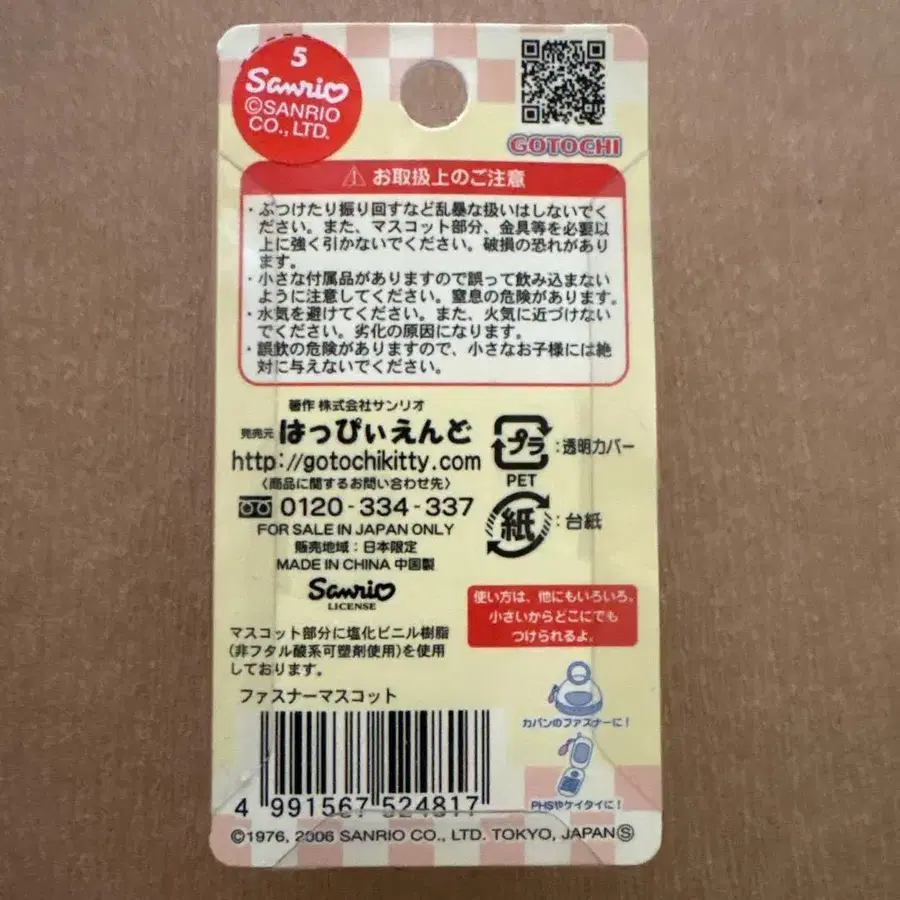 5
Sanrio
©SANRIO
CO., LTD.
GOTOCHI
⚠ お取扱上のご注意
・ぶつけたり振り回すなど乱暴な扱いはしないでく
ださい。また、マスコット部分、金具等を必要以
上に強く引かないでください。破損の恐れがあり
ます。
・小さな付属品がありますので誤って飲み込まない
ように注意してください。窒息の危険があります。
・水気を避けてください。また、火気に近づけない
でください。劣化の原因になります。
・誤飲の危険がありますので、小さなお子様には絶
対に与えないでください。
著作 株式会社サンリオ
発売元 はっぴぃえんど
http://gotochikitty.com
〈商品に関するお問い合わせ先〉
0120-334-337
FOR SALE IN JAPAN ONLY
販売地域:日本限定
MADE IN CHINA 中国製
Sanrio
LICENSE
プラ :透明カバー
PET
紙 :台紙
使い方は、他にもいろいろ。
小さいからどこにでも
つけられるよ。
マスコット部分に塩化ビニル樹脂
(非フタル酸系可塑剤使用)を使用
しております。
ファスナーマスコット
カバンのファスナーに!
PHSやケイタイに!
4 991567 524817
©1976, 2006 SANRIO CO., LTD. TOKYO, JAPAN Ⓢ